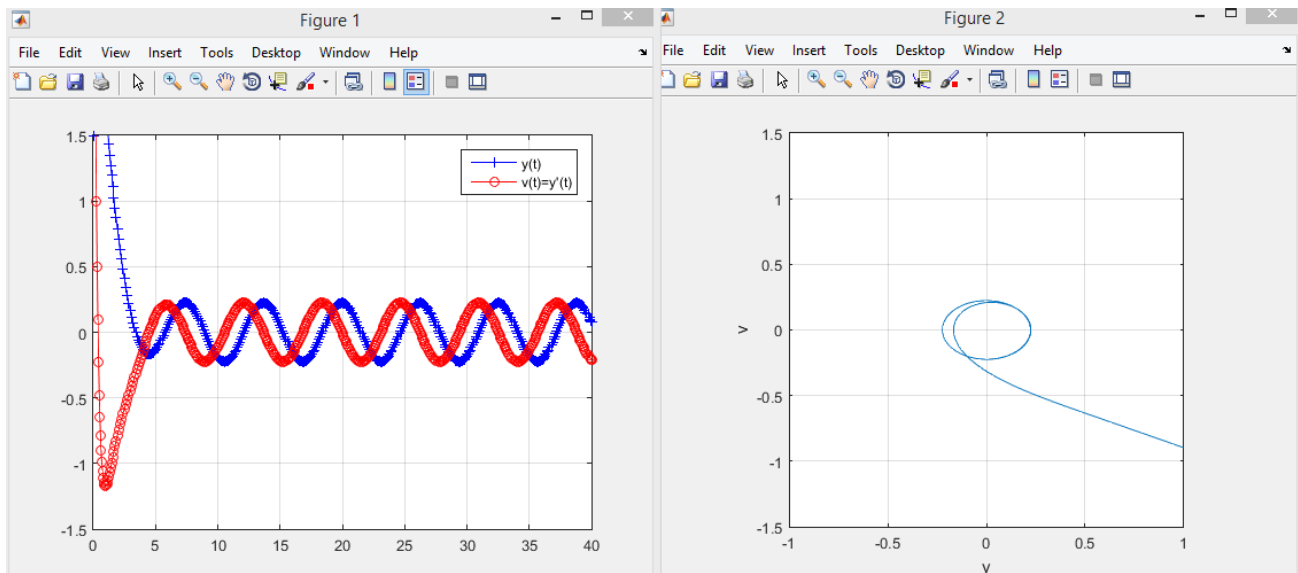 Figure 1
File Edit View Insert Tools Desktop Window Help
1.5
1
0.5
0
-0.5
-1
-1.5
0 5 10 15 20 25 30 35 40
y(t)
v(t)=y'(t)
Figure 2
File Edit View Insert Tools Desktop Window Help
1.5
1
0.5
0
-0.5
-1
-1.5
-1 -0.5 0 0.5 1
v
y